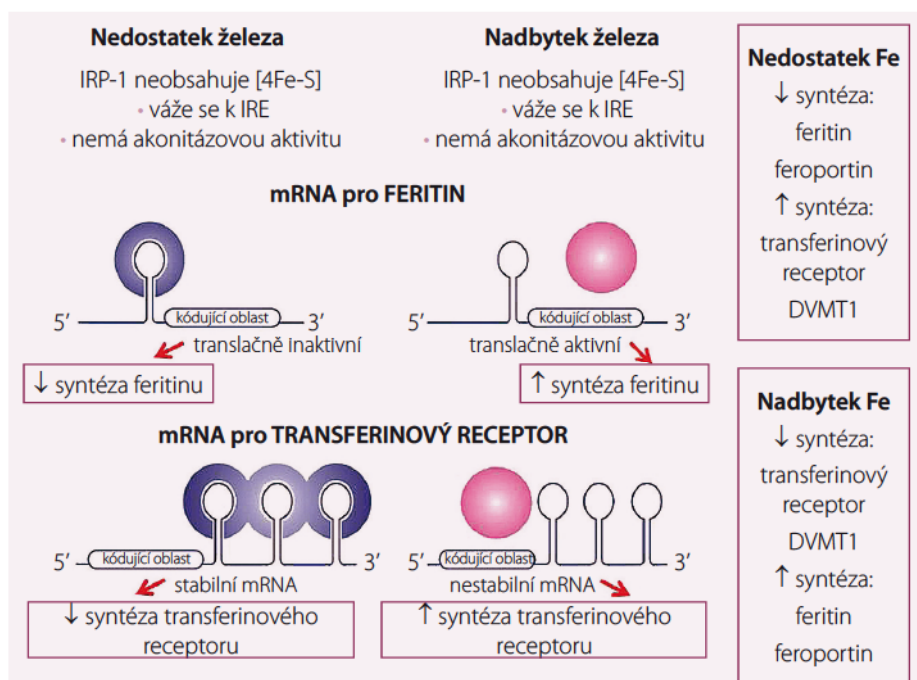 Nedostatek železa
IRP-1 neobsahuje [4Fe-S]
• váže se k IRE
• nemá akonitázovou aktivitu
Nadbytek železa
IRP-1 neobsahuje [4Fe-S]
• váže se k IRE
• nemá akonitázovou aktivitu
mRNA pro FERITIN
5′ kódující oblast 3′
translačně inaktivní
↓ syntéza feritinu
5′ kódující oblast 3′
translačně aktivní
↑ syntéza feritinu
mRNA pro TRANSFERINOVÝ RECEPTOR
5′ kódující oblast 3′
stabilní mRNA
↓ syntéza transferinového
receptoru
5′ kódující oblast 3′
nestabilní mRNA
↑ syntéza transferinového
receptoru
Nedostatek Fe
↓ syntéza:
feritin
feroportin
↑ syntéza:
transferinový
receptor
DVMT1
Nadbytek Fe
↓ syntéza:
transferinový
receptor
DVMT1
↑ syntéza:
feritin
feroportin